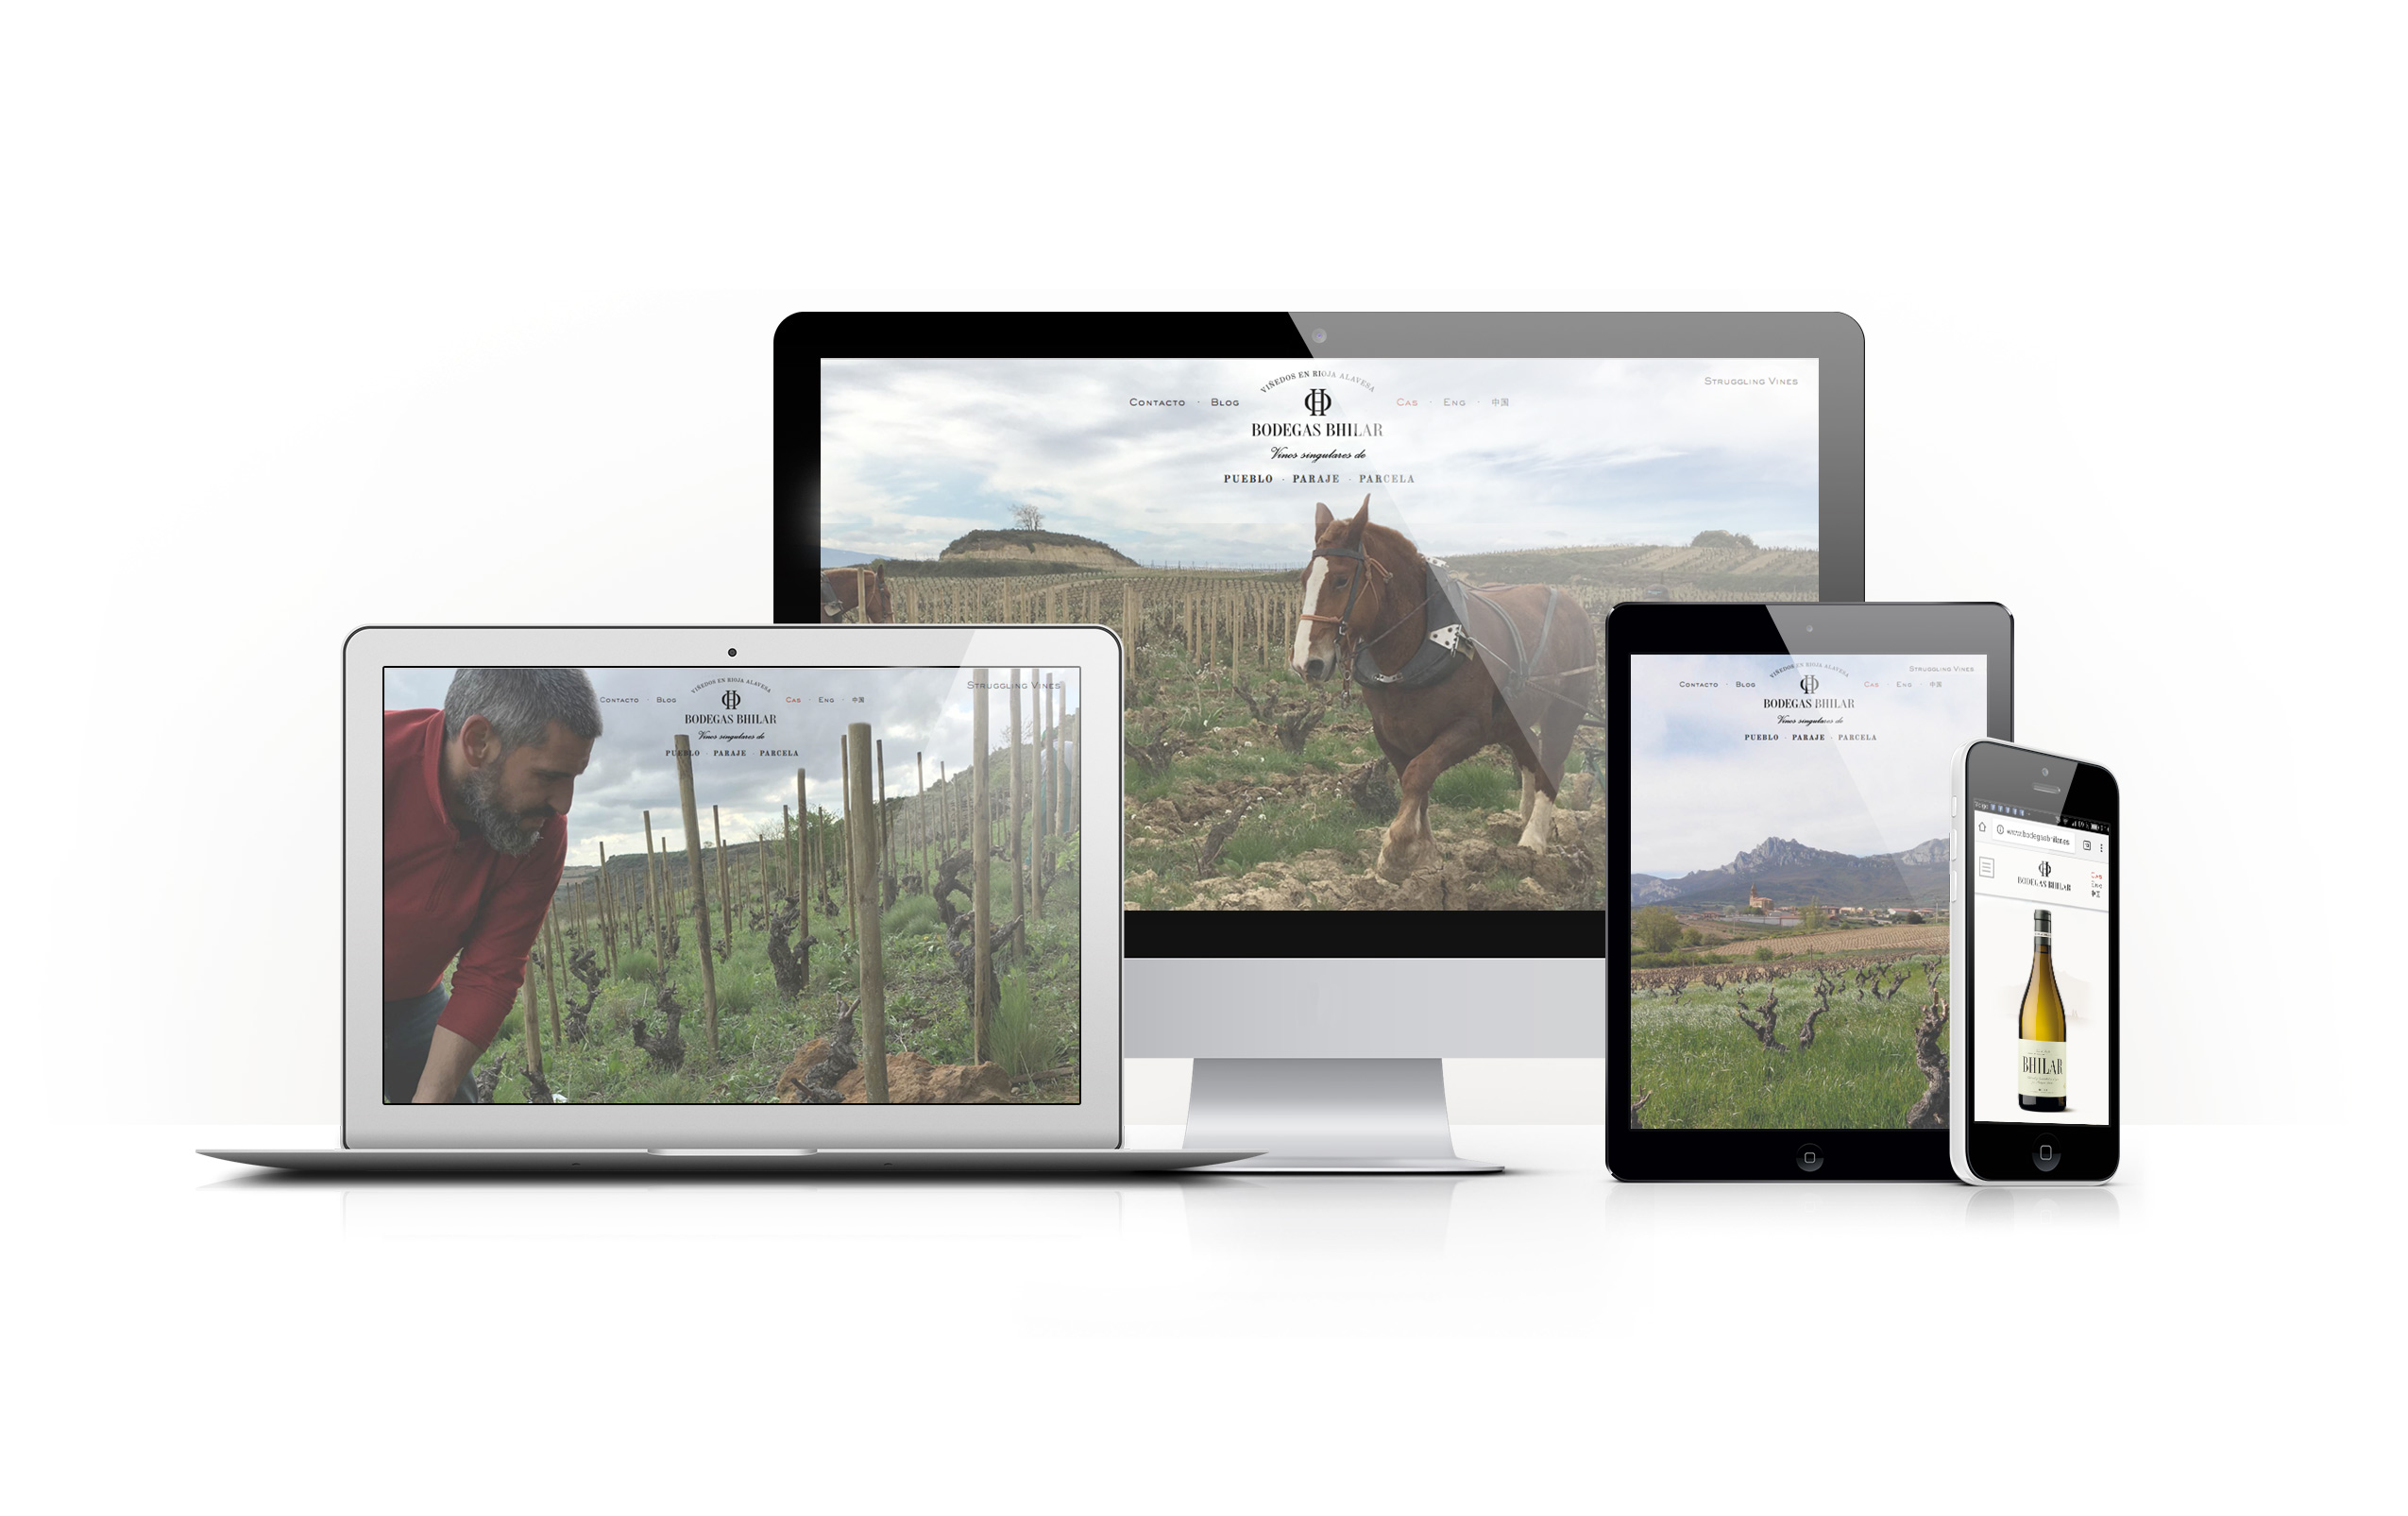 Struggling Vines
VIÑEDOS EN RIOJA ALAVESA
Contacto · Blog
Cas · Eng · 中国
BODEGAS BHILAR
Vinos singulares de
PUEBLO · PARAJE · PARCELA
Struggling Vines
VIÑEDOS EN RIOJA ALAVESA
Contacto · Blog
Cas · Eng · 中国
BODEGAS BHILAR
Vinos singulares de
PUEBLO · PARAJE · PARCELA
Struggling Vines
VIÑEDOS EN RIOJA ALAVESA
Contacto · Blog
Cas · Eng · 中国
BODEGAS BHILAR
Vinos singulares de
PUEBLO · PARAJE · PARCELA
www.bodegasbhilar.es
BODEGAS BHILAR
Cas
Eng
BHILAR